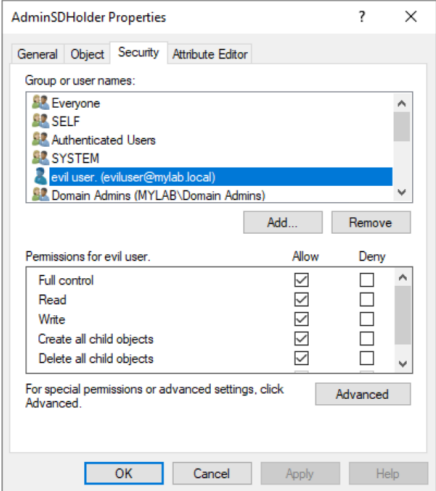 AdminSDHolder Properties
General Object Security Attribute Editor
Group or user names:
Everyone
SELF
Authenticated Users
SYSTEM
evil user. (eviluser@mylab.local)
Domain Admins (MYLAB\Domain Admins)
Add... Remove
Permissions for evil user. Allow Deny
Full control
Read
Write
Create all child objects
Delete all child objects
For special permissions or advanced settings, click
Advanced.
Advanced
OK Cancel Apply Help